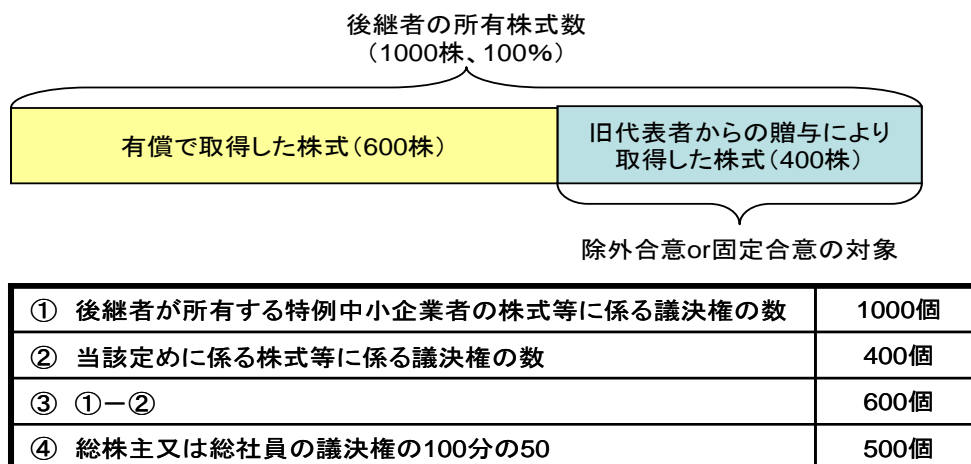 後継者の所有株式数
（1000株、100%）
有償で取得した株式（600株）
旧代表者からの贈与により
取得した株式（400株）
除外合意or固定合意の対象
① 後継者が所有する特例中小企業者の株式等に係る議決権の数 1000個
② 当該定めに係る株式等に係る議決権の数 400個
③ ①－② 600個
④ 総株主又は総社員の議決権の100分の50 500個